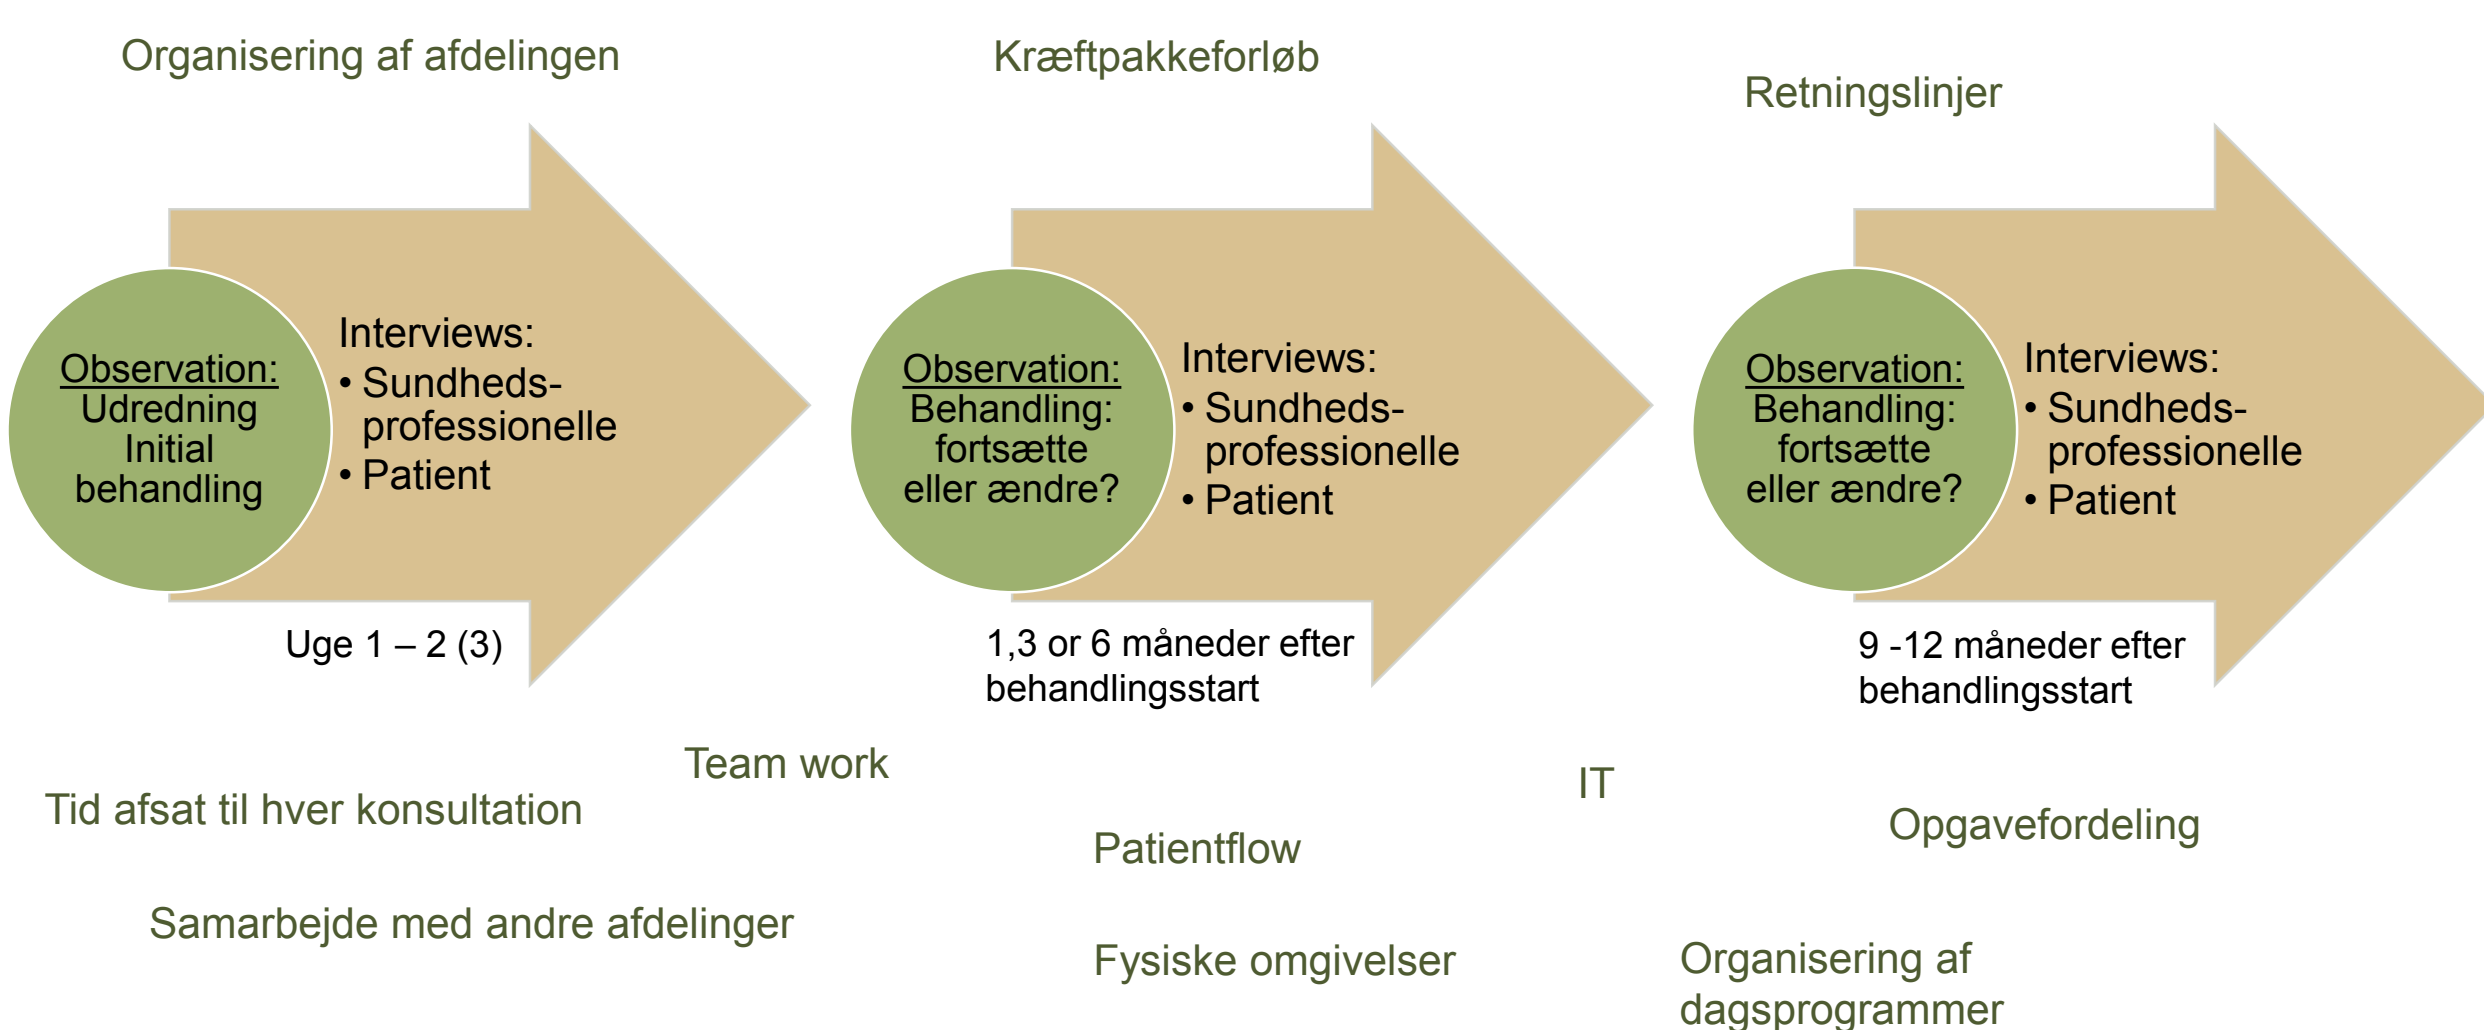 Organisering af afdelingen
Kræftpakkeforløb
Retningslinjer
Observation:
Udredning
Initial
behandling
Interviews:
• Sundheds-
professionelle
• Patient
Uge 1 – 2 (3)
Observation:
Behandling:
fortsætte
eller ændre?
Interviews:
• Sundheds-
professionelle
• Patient
1,3 or 6 måneder efter
behandlingsstart
Observation:
Behandling:
fortsætte
eller ændre?
Interviews:
• Sundheds-
professionelle
• Patient
9 -12 måneder efter
behandlingsstart
Team work
IT
Tid afsat til hver konsultation
Opgavefordeling
Patientflow
Samarbejde med andre afdelinger
Fysiske omgivelser
Organisering af
dagsprogrammer